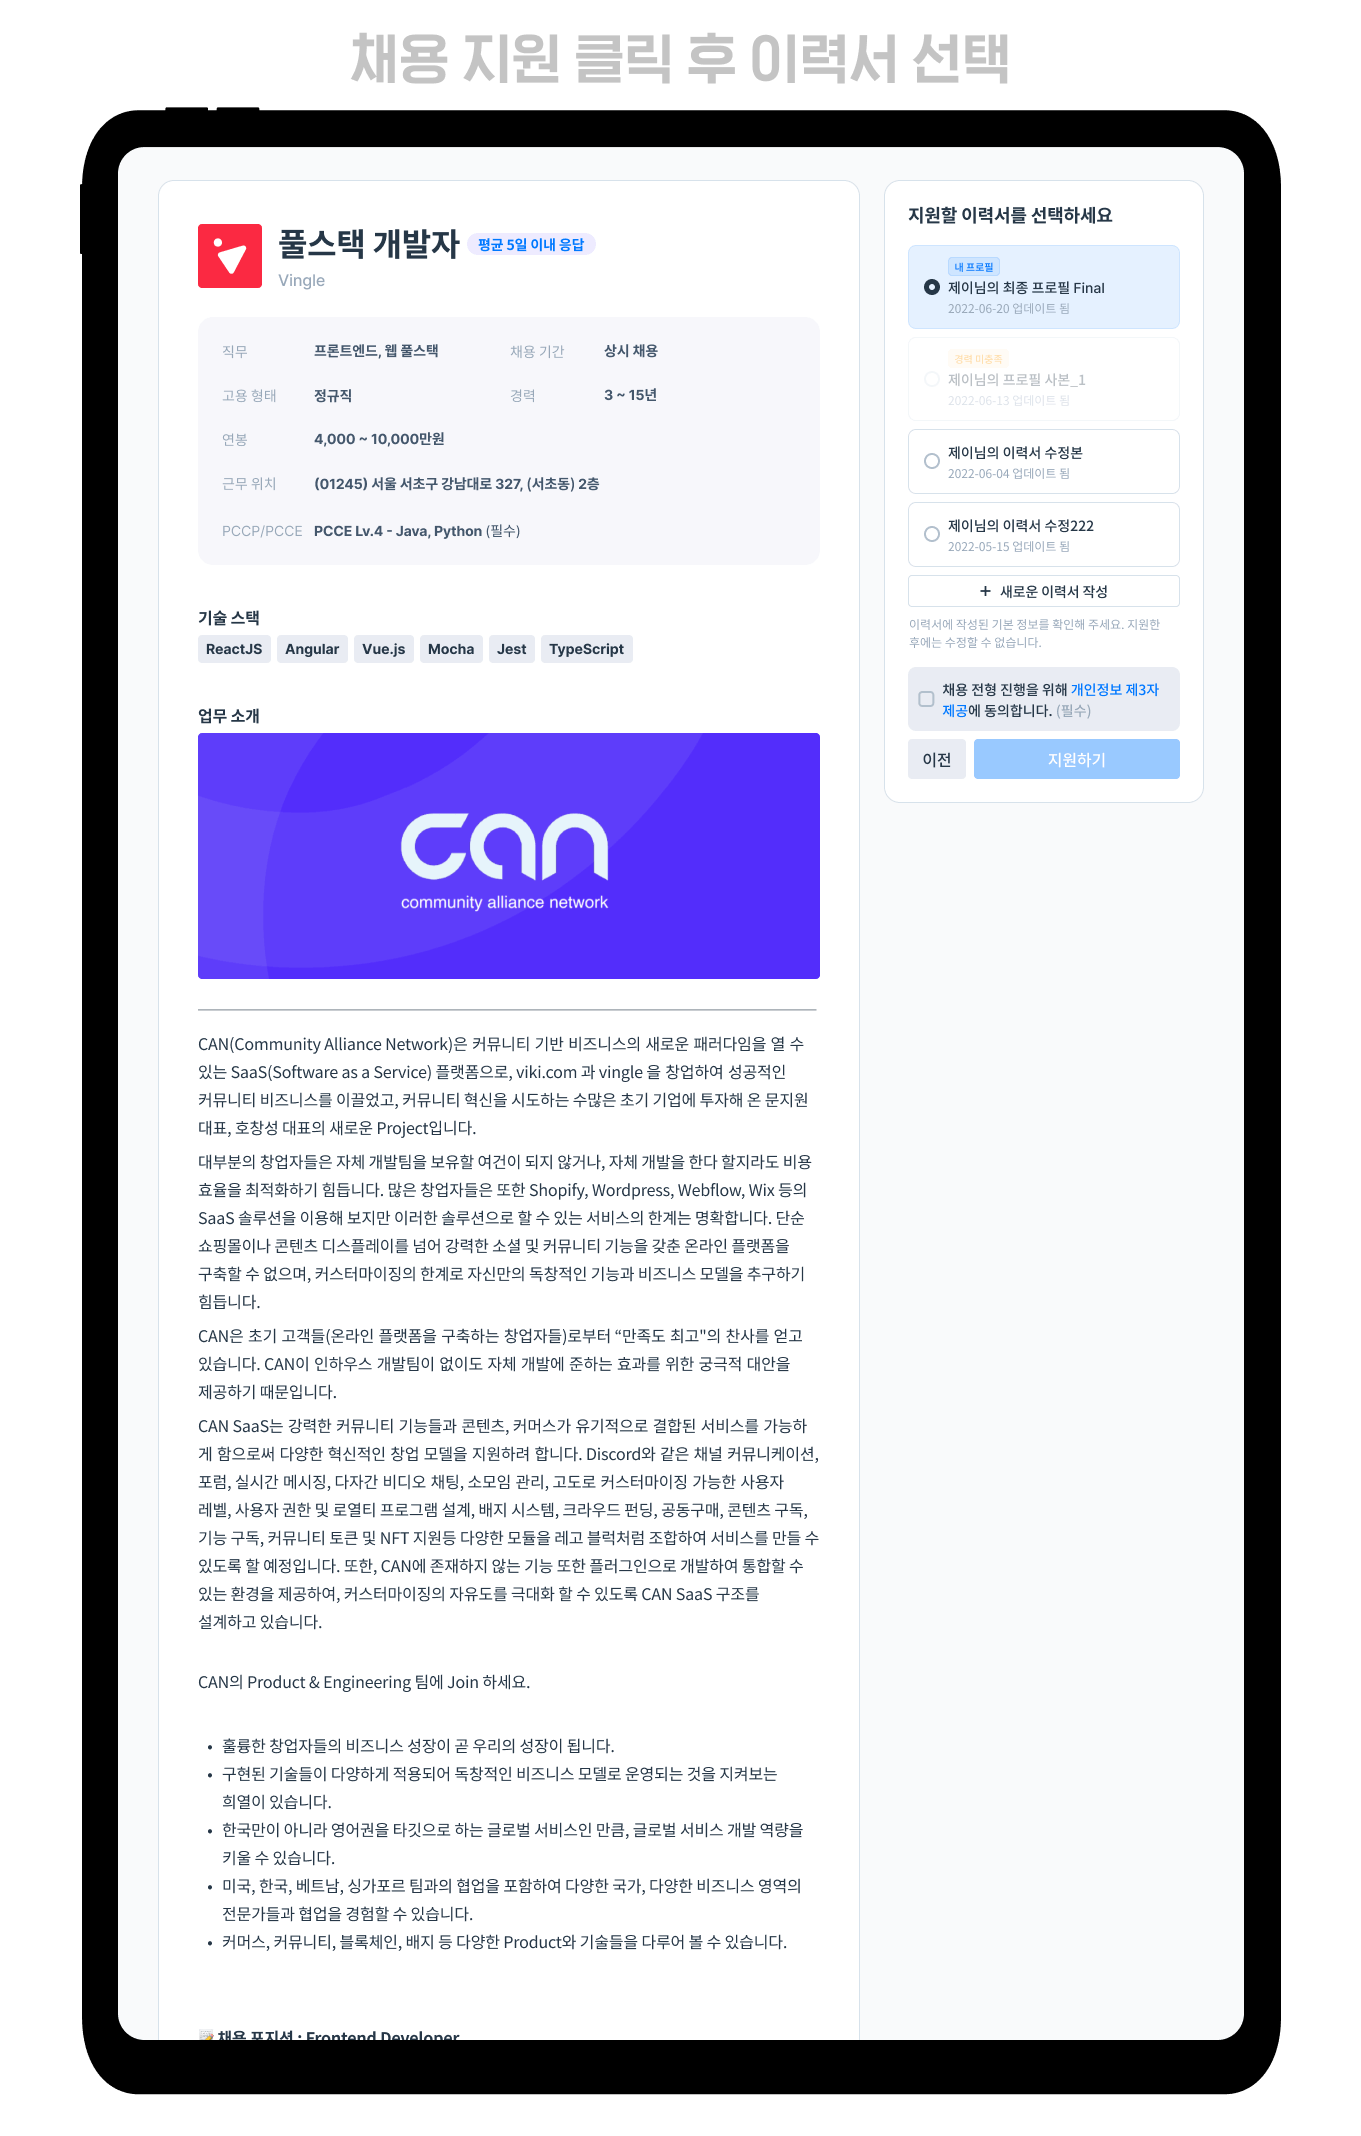 채용 지원 클릭 후 이력서 선택
풀스택 개발자 평균 5일 이내 응답
Vingle
직무 프론트엔드, 웹 풀스택 채용 기간 상시 채용
고용 형태 정규직 경력 3 ~ 15년
연봉 4,000 ~ 10,000만원
근무 위치 (01245) 서울 서초구 강남대로 327, (서초동) 2층
PCCP/PCCE PCCE Lv.4 - Java, Python (필수)
기술 스택
ReactJS Angular Vue.js Mocha Jest TypeScript
업무 소개
can
community alliance network
CAN(Community Alliance Network)은 커뮤니티 기반 비즈니스의 새로운 패러다임을 열 수
있는 SaaS(Software as a Service) 플랫폼으로, viki.com 과 vingle 을 창업하여 성공적인
커뮤니티 비즈니스를 이끌었고, 커뮤니티 혁신을 시도하는 수많은 초기 기업에 투자해 온 문지원
대표, 호창성 대표의 새로운 Project입니다.
대부분의 창업자들은 자체 개발팀을 보유할 여건이 되지 않거나, 자체 개발을 한다 할지라도 비용
효율을 최적화하기 힘듭니다. 많은 창업자들은 또한 Shopify, Wordpress, Webflow, Wix 등의
SaaS 솔루션을 이용해 보지만 이러한 솔루션으로 할 수 있는 서비스의 한계는 명확합니다. 단순
쇼핑몰이나 콘텐츠 디스플레이를 넘어 강력한 소셜 및 커뮤니티 기능을 갖춘 온라인 플랫폼을
구축할 수 없으며, 커스터마이징의 한계로 자신만의 독창적인 기능과 비즈니스 모델을 추구하기
힘듭니다.
CAN은 초기 고객들(온라인 플랫폼을 구축하는 창업자들)로부터 “만족도 최고"의 찬사를 얻고
있습니다. CAN이 인하우스 개발팀이 없이도 자체 개발에 준하는 효과를 위한 궁극적 대안을
제공하기 때문입니다.
CAN SaaS는 강력한 커뮤니티 기능들과 콘텐츠, 커머스가 유기적으로 결합된 서비스를 가능하
게 함으로써 다양한 혁신적인 창업 모델을 지원하려 합니다. Discord와 같은 채널 커뮤니케이션,
포럼, 실시간 메시징, 다자간 비디오 채팅, 소모임 관리, 고도로 커스터마이징 가능한 사용자
레벨, 사용자 권한 및 로열티 프로그램 설계, 배지 시스템, 크라우드 펀딩, 공동구매, 콘텐츠 구독,
기능 구독, 커뮤니티 토큰 및 NFT 지원등 다양한 모듈을 레고 블럭처럼 조합하여 서비스를 만들 수
있도록 할 예정입니다. 또한, CAN에 존재하지 않는 기능 또한 플러그인으로 개발하여 통합할 수
있는 환경을 제공하여, 커스터마이징의 자유도를 극대화 할 수 있도록 CAN SaaS 구조를
설계하고 있습니다.
CAN의 Product & Engineering 팀에 Join 하세요.
• 훌륭한 창업자들의 비즈니스 성장이 곧 우리의 성장이 됩니다.
• 구현된 기술들이 다양하게 적용되어 독창적인 비즈니스 모델로 운영되는 것을 지켜보는
희열이 있습니다.
• 한국만이 아니라 영어권을 타깃으로 하는 글로벌 서비스인 만큼, 글로벌 서비스 개발 역량을
키울 수 있습니다.
• 미국, 한국, 베트남, 싱가포르 팀과의 협업을 포함하여 다양한 국가, 다양한 비즈니스 영역의
전문가들과 협업을 경험할 수 있습니다.
• 커머스, 커뮤니티, 블록체인, 배지 등 다양한 Product와 기술들을 다루어 볼 수 있습니다.
📝채용 포지션 : Frontend Developer
지원할 이력서를 선택하세요
내 프로필
제이님의 최종 프로필 Final
2022-06-20 업데이트 됨
경력 미충족
제이님의 프로필 사본_1
2022-06-13 업데이트 됨
제이님의 이력서 수정본
2022-06-04 업데이트 됨
제이님의 이력서 수정222
2022-05-15 업데이트 됨
+ 새로운 이력서 작성
이력서에 작성된 기본 정보를 확인해 주세요. 지원한
후에는 수정할 수 없습니다.
채용 전형 진행을 위해 개인정보 제3자
제공에 동의합니다. (필수)
이전 지원하기